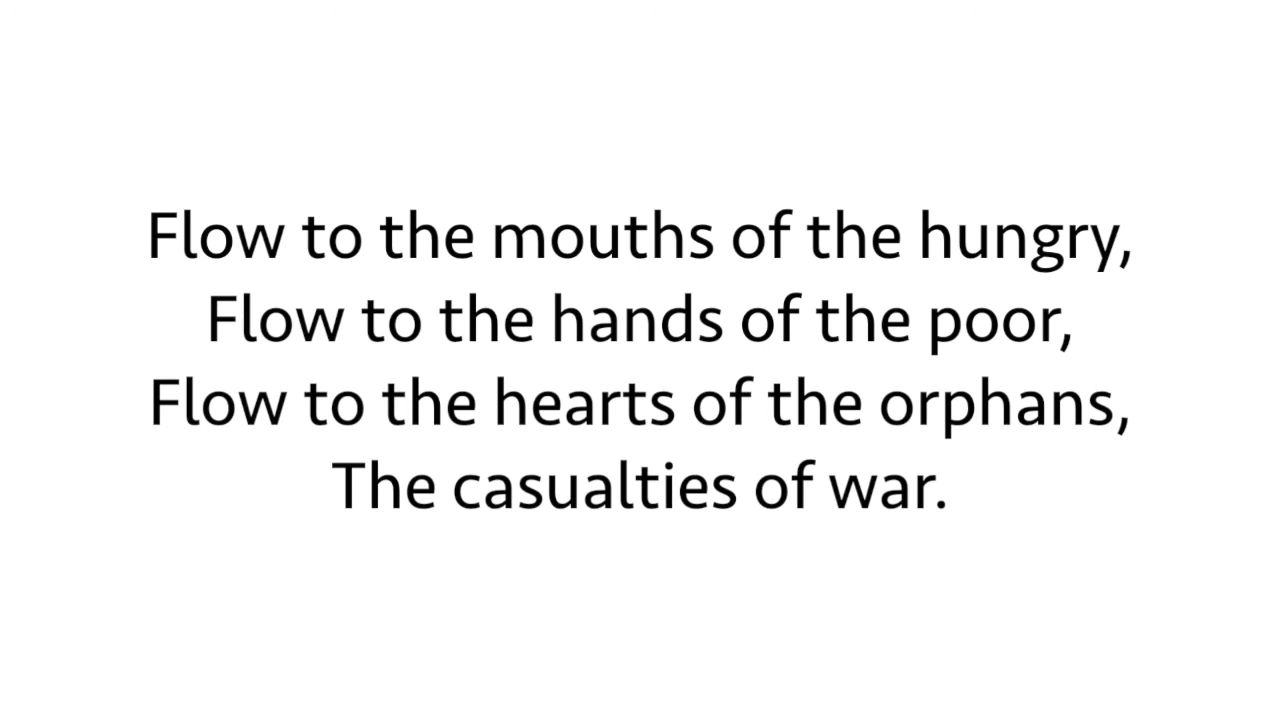 Flow to the mouths of the hungry,
Flow to the hands of the poor,
Flow to the hearts of the orphans,
The casualties of war.